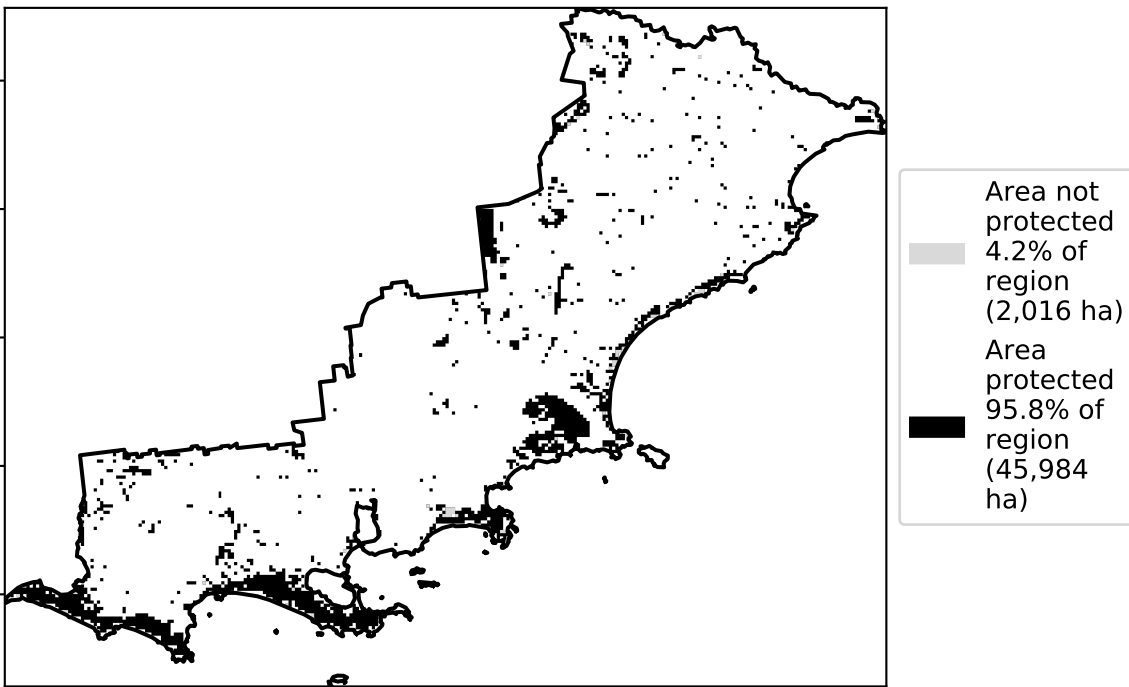 Area not
protected
4.2% of
region
(2,016 ha)
Area
protected
95.8% of
region
(45,984
ha)